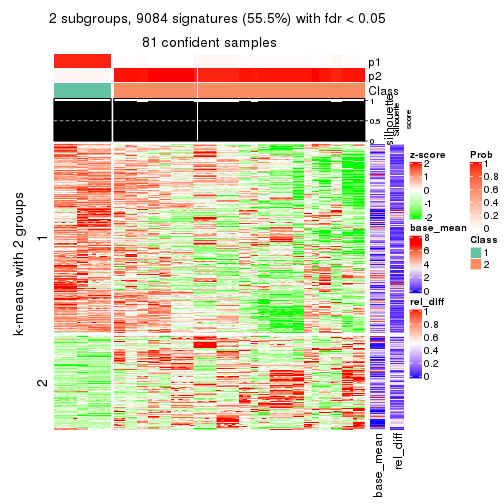 2 subgroups, 9084 signatures (55.5%) with fdr < 0.05
81 confident samples
p1
p2
Class
1
0.5
0
silhouette
Silhouette
score
k-means with 2 groups
1
2
base_mean
rel_diff
z-score
2
1
0
-1
-2
base_mean
8
6
4
2
0
rel_diff
1
0.8
0.6
0.4
0.2
0
Prob
1
0.8
0.6
0.4
0.2
0
Class
1
2